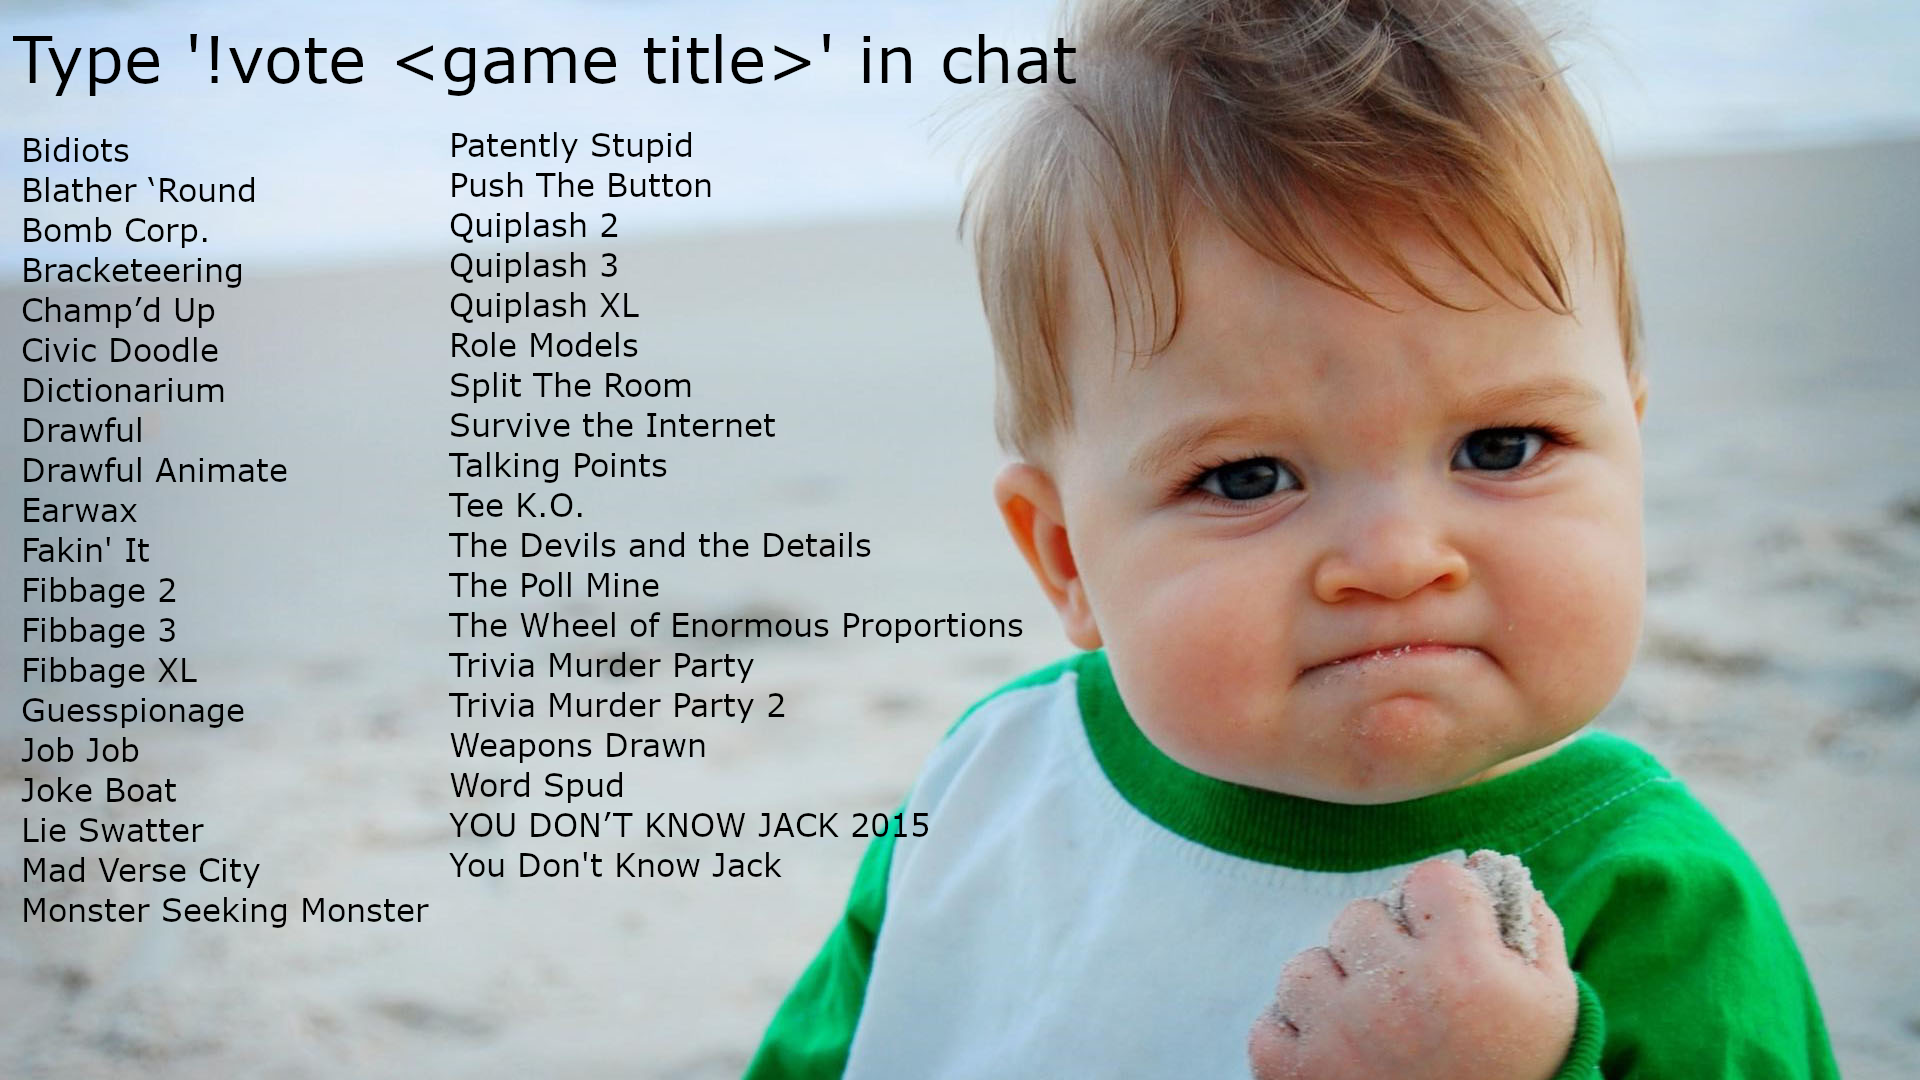 Type '!vote <game title>' in chat
Bidiots
Blather ‘Round
Bomb Corp.
Bracketeering
Champ’d Up
Civic Doodle
Dictionarium
Drawful
Drawful Animate
Earwax
Fakin' It
Fibbage 2
Fibbage 3
Fibbage XL
Guesspionage
Job Job
Joke Boat
Lie Swatter
Mad Verse City
Monster Seeking Monster
Patently Stupid
Push The Button
Quiplash 2
Quiplash 3
Quiplash XL
Role Models
Split The Room
Survive the Internet
Talking Points
Tee K.O.
The Devils and the Details
The Poll Mine
The Wheel of Enormous Proportions
Trivia Murder Party
Trivia Murder Party 2
Weapons Drawn
Word Spud
YOU DON’T KNOW JACK 2015
You Don't Know Jack